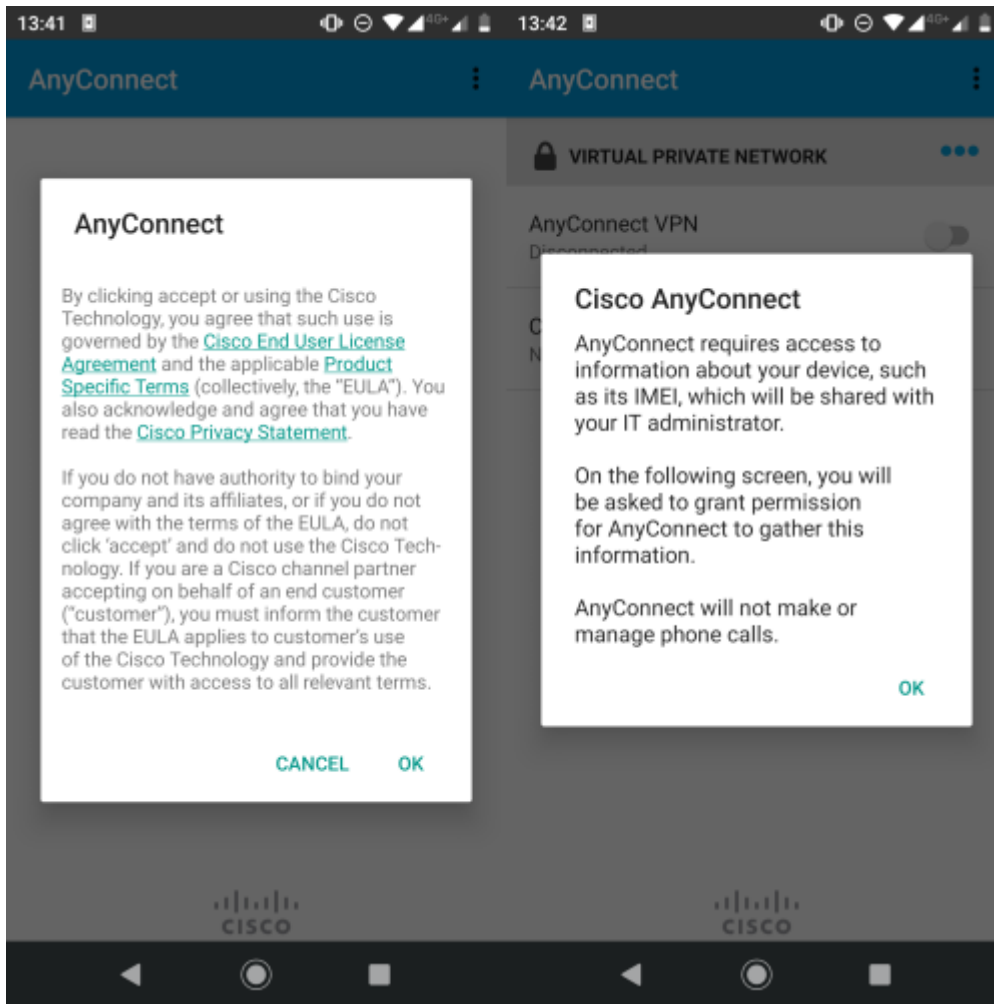 13:41
4G+
AnyConnect
AnyConnect
By clicking accept or using the Cisco
Technology, you agree that such use is
governed by the Cisco End User License
Agreement and the applicable Product
Specific Terms (collectively, the “EULA”). You
also acknowledge and agree that you have
read the Cisco Privacy Statement.
If you do not have authority to bind your
company and its affiliates, or if you do not
agree with the terms of the EULA, do not
click ‘accept’ and do not use the Cisco Tech-
nology. If you are a Cisco channel partner
accepting on behalf of an end customer
(“customer”), you must inform the customer
that the EULA applies to customer’s use
of the Cisco Technology and provide the
customer with access to all relevant terms.
CANCEL OK
CISCO
13:42
4G+
AnyConnect
VIRTUAL PRIVATE NETWORK
AnyConnect VPN
Disconnected
Cisco AnyConnect
AnyConnect requires access to
information about your device, such
as its IMEI, which will be shared with
your IT administrator.
On the following screen, you will
be asked to grant permission
for AnyConnect to gather this
information.
AnyConnect will not make or
manage phone calls.
OK
CISCO